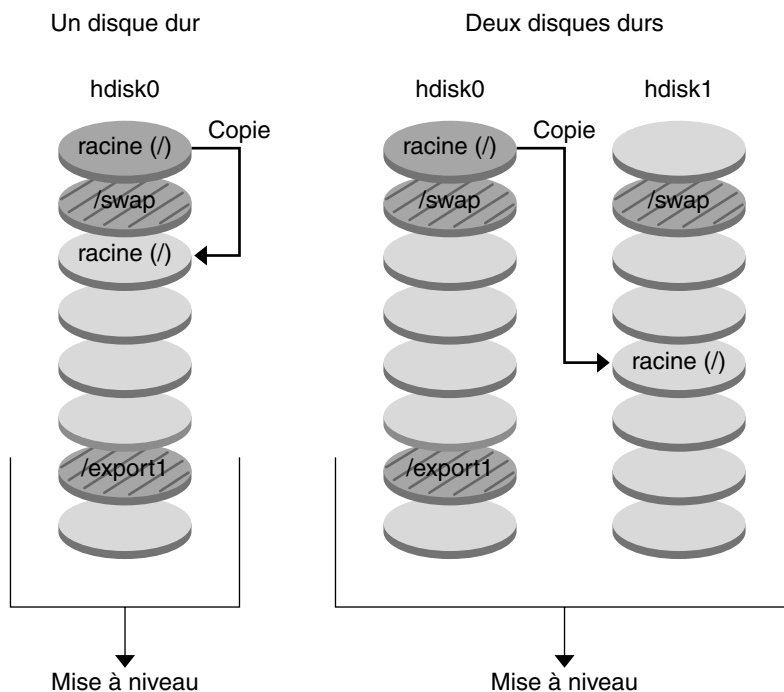 Un disque dur
Deux disques durs
hdisk0
hdisk0
hdisk1
racine (/)
Copie
racine (/)
Copie
/swap
/swap
/swap
racine (/)
racine (/)
/export1
/export1
Mise à niveau
Mise à niveau